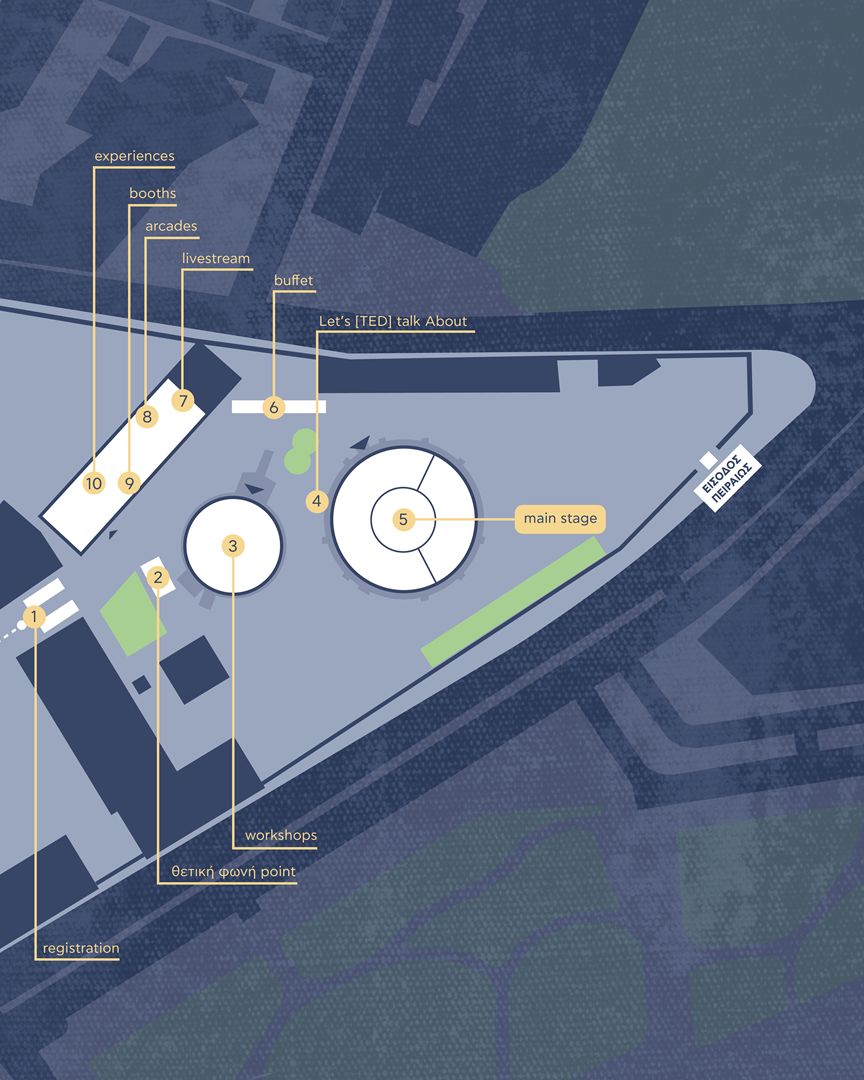 experiences
booths
arcades
livestream
buffet
Let's [TED] talk About
7
8
6
10
9
4
5
main stage
3
2
1
ΕΙΣΟΔΟΣ
ΠΕΙΡΑΙΩΣ
workshops
θετική φωνή point
registration